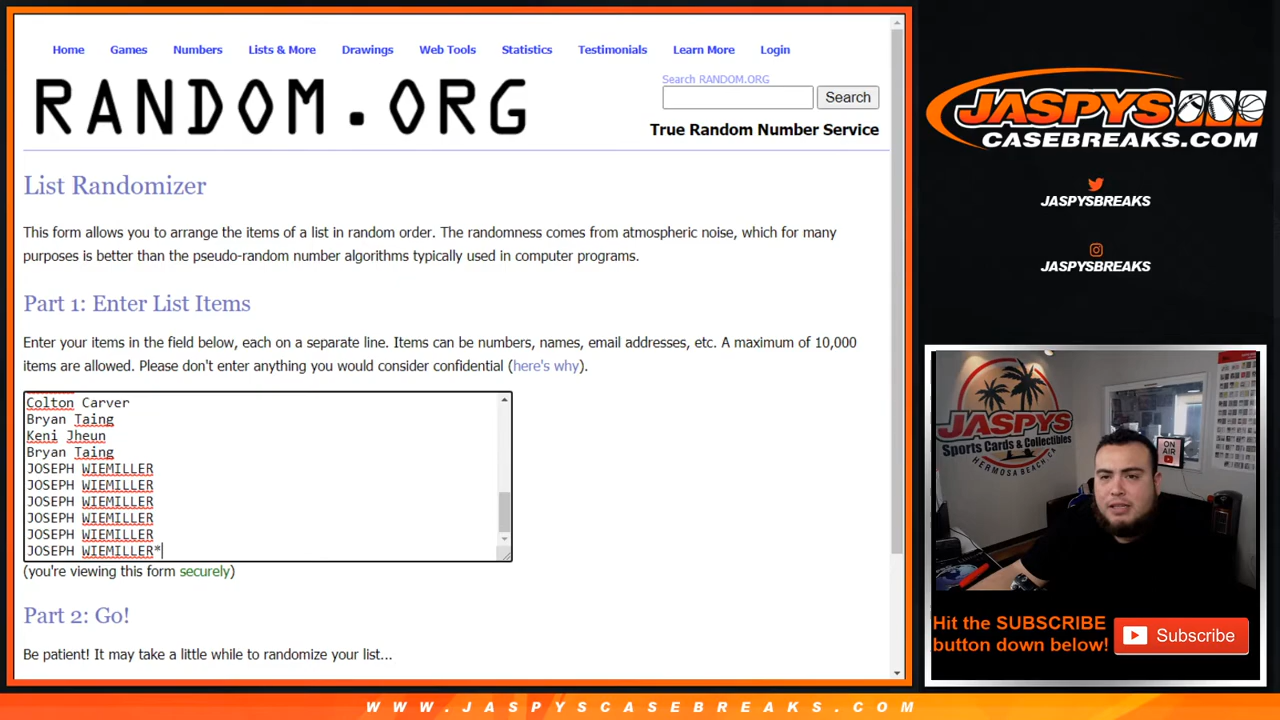 Home Games Numbers Lists & More Drawings Web Tools Statistics Testimonials Learn More Login
RANDOM.ORG
Search RANDOM.ORG
Search
True Random Number Service
List Randomizer
This form allows you to arrange the items of a list in random order. The randomness comes from atmospheric noise, which for many
purposes is better than the pseudo-random number algorithms typically used in computer programs.
Part 1: Enter List Items
Enter your items in the field below, each on a separate line. Items can be numbers, names, email addresses, etc. A maximum of 10,000
items are allowed. Please don't enter anything you would consider confidential (here's why).
Colton Carver
Bryan Taing
Keni Jheun
Bryan Taing
JOSEPH WIEMILLER
JOSEPH WIEMILLER
JOSEPH WIEMILLER
JOSEPH WIEMILLER
JOSEPH WIEMILLER
JOSEPH WIEMILLER*
(you're viewing this form securely)
Part 2: Go!
Be patient! It may take a little while to randomize your list...
JASPYS
CASEBREAKS.COM
JASPYSBREAKS
JASPYSBREAKS
JASPYS
Sports Cards & Collectibles
HERMOSA BEACH, CA
ON
AIR
Hit the SUBSCRIBE
button down below!
Subscribe
WWW.JASPYSCASEBREAKS.COM